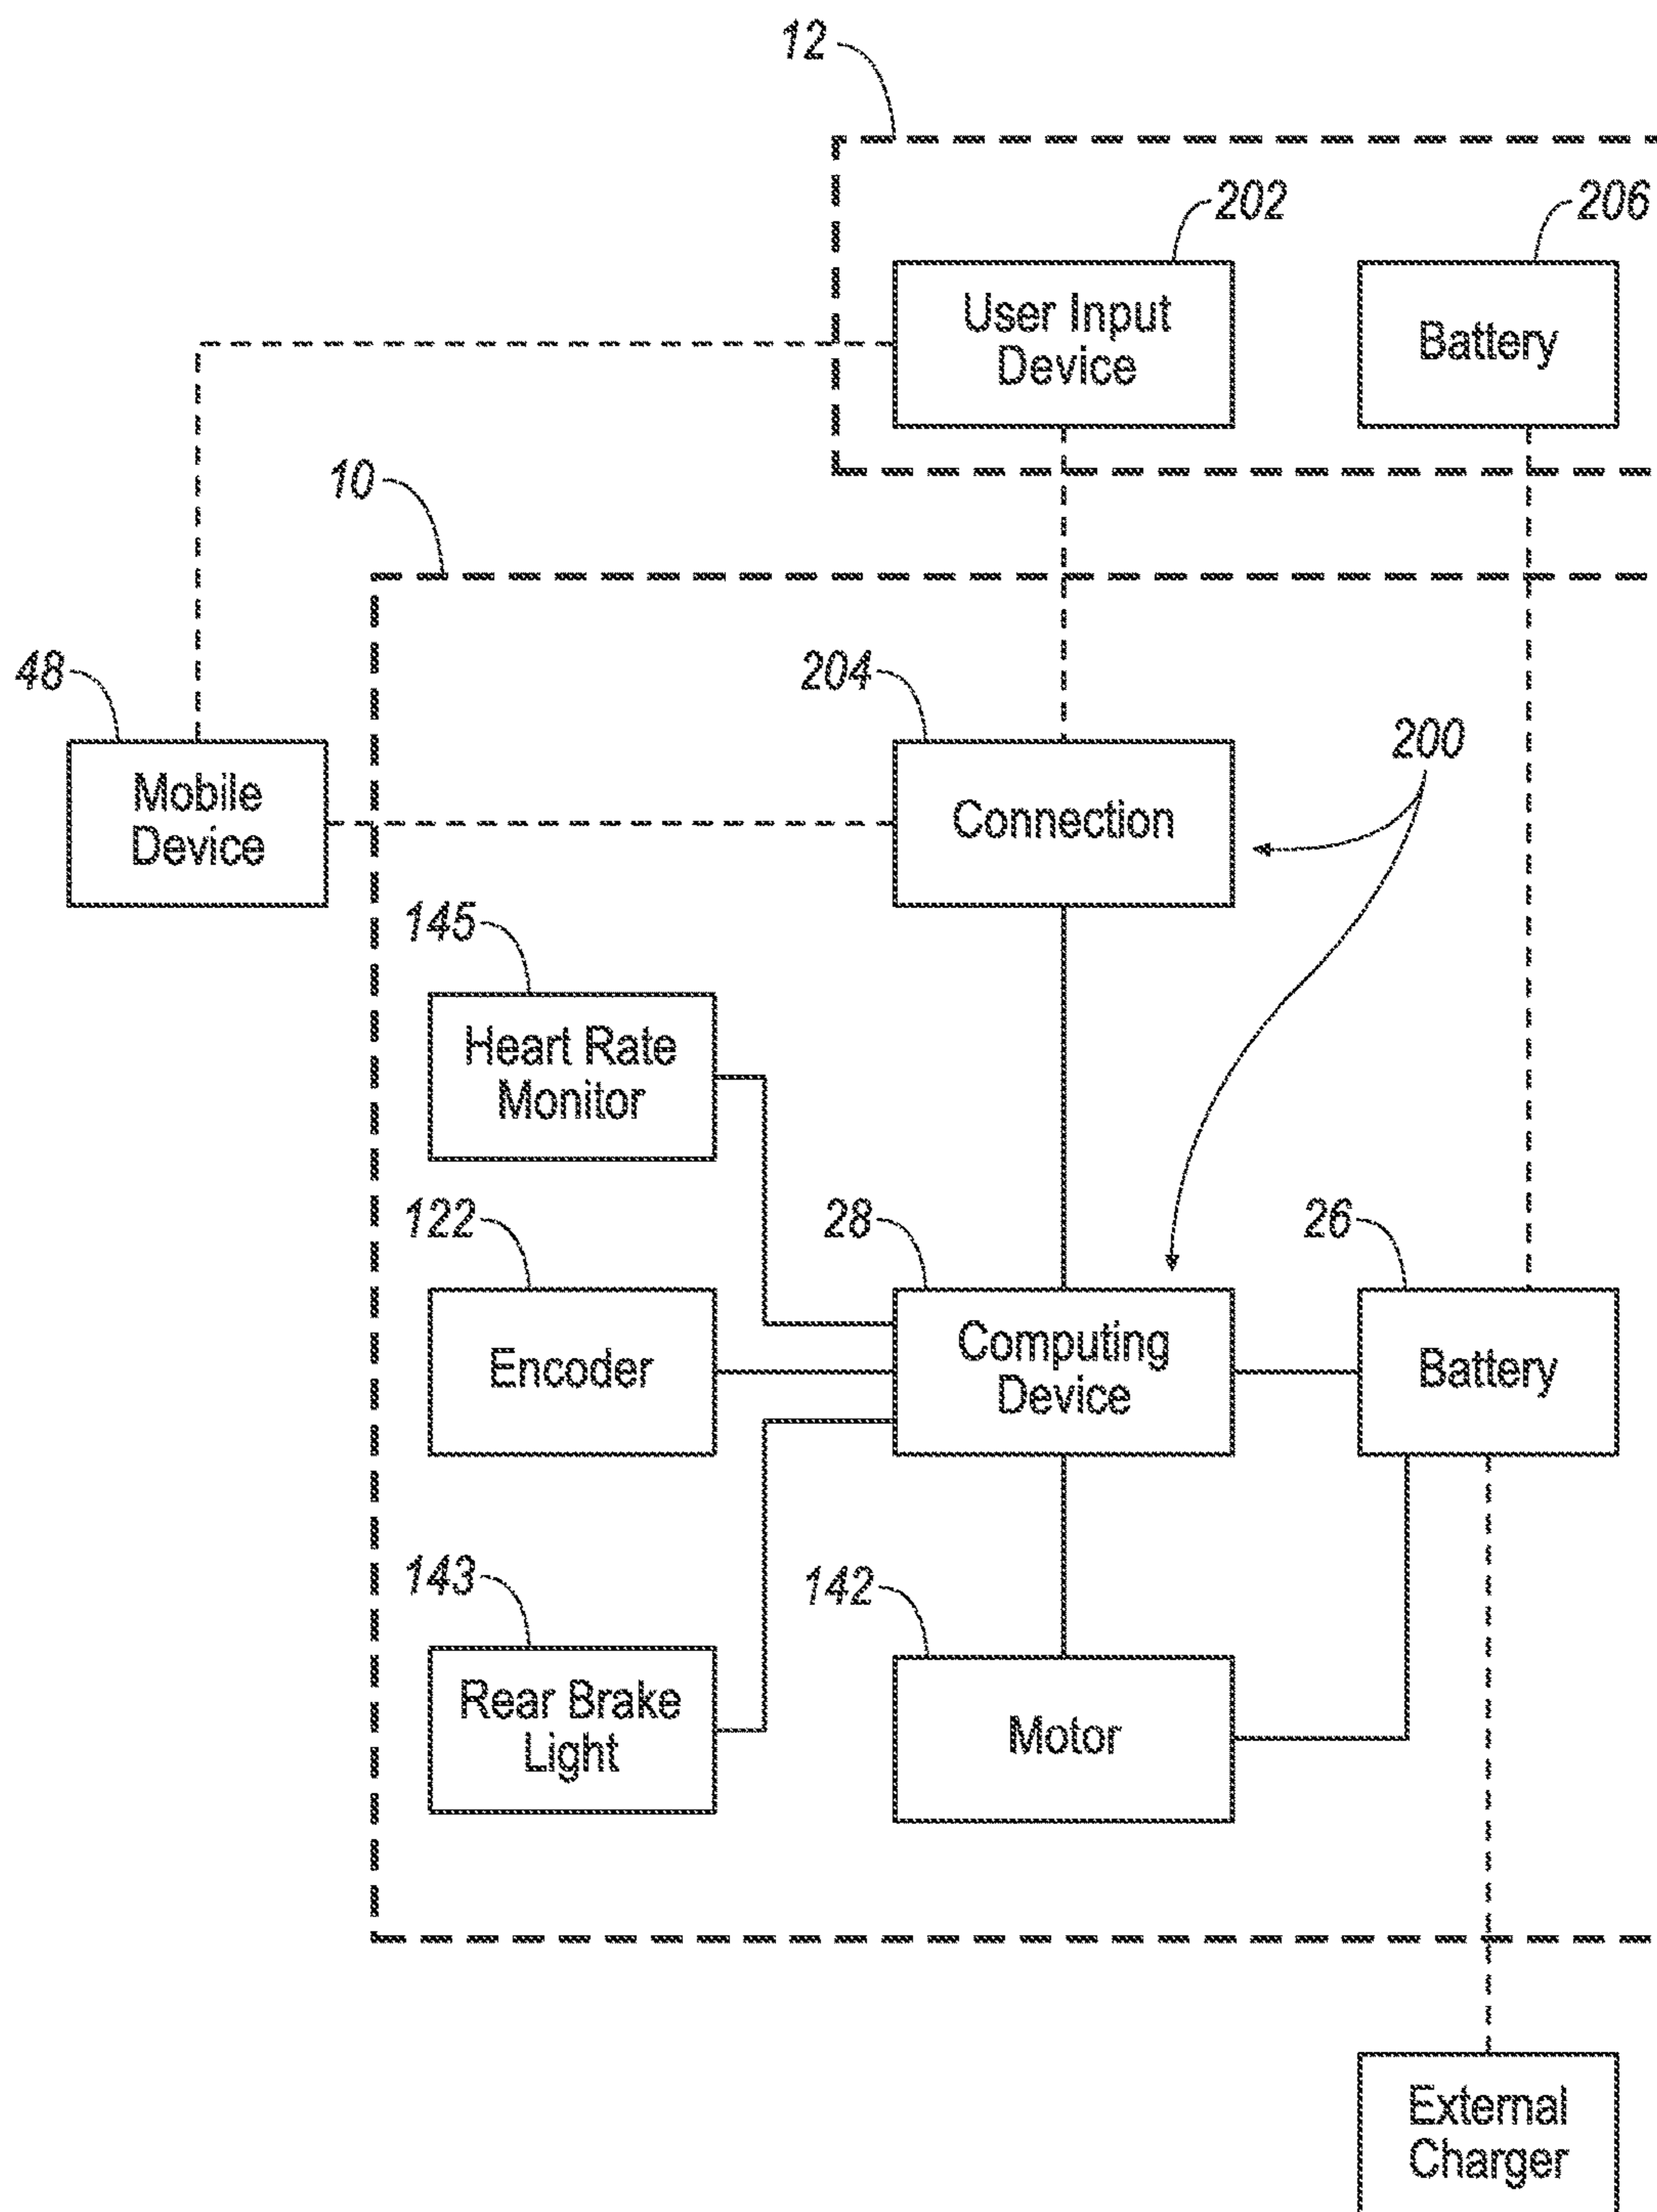 12
202
206
User Input
Device
Battery
10
48
204
200
Mobile
Device
Connection
145
Heart Rate
Monitor
122
28
26
Encoder
Computing
Device
Battery
143
142
Rear Brake
Light
Motor
External
Charger